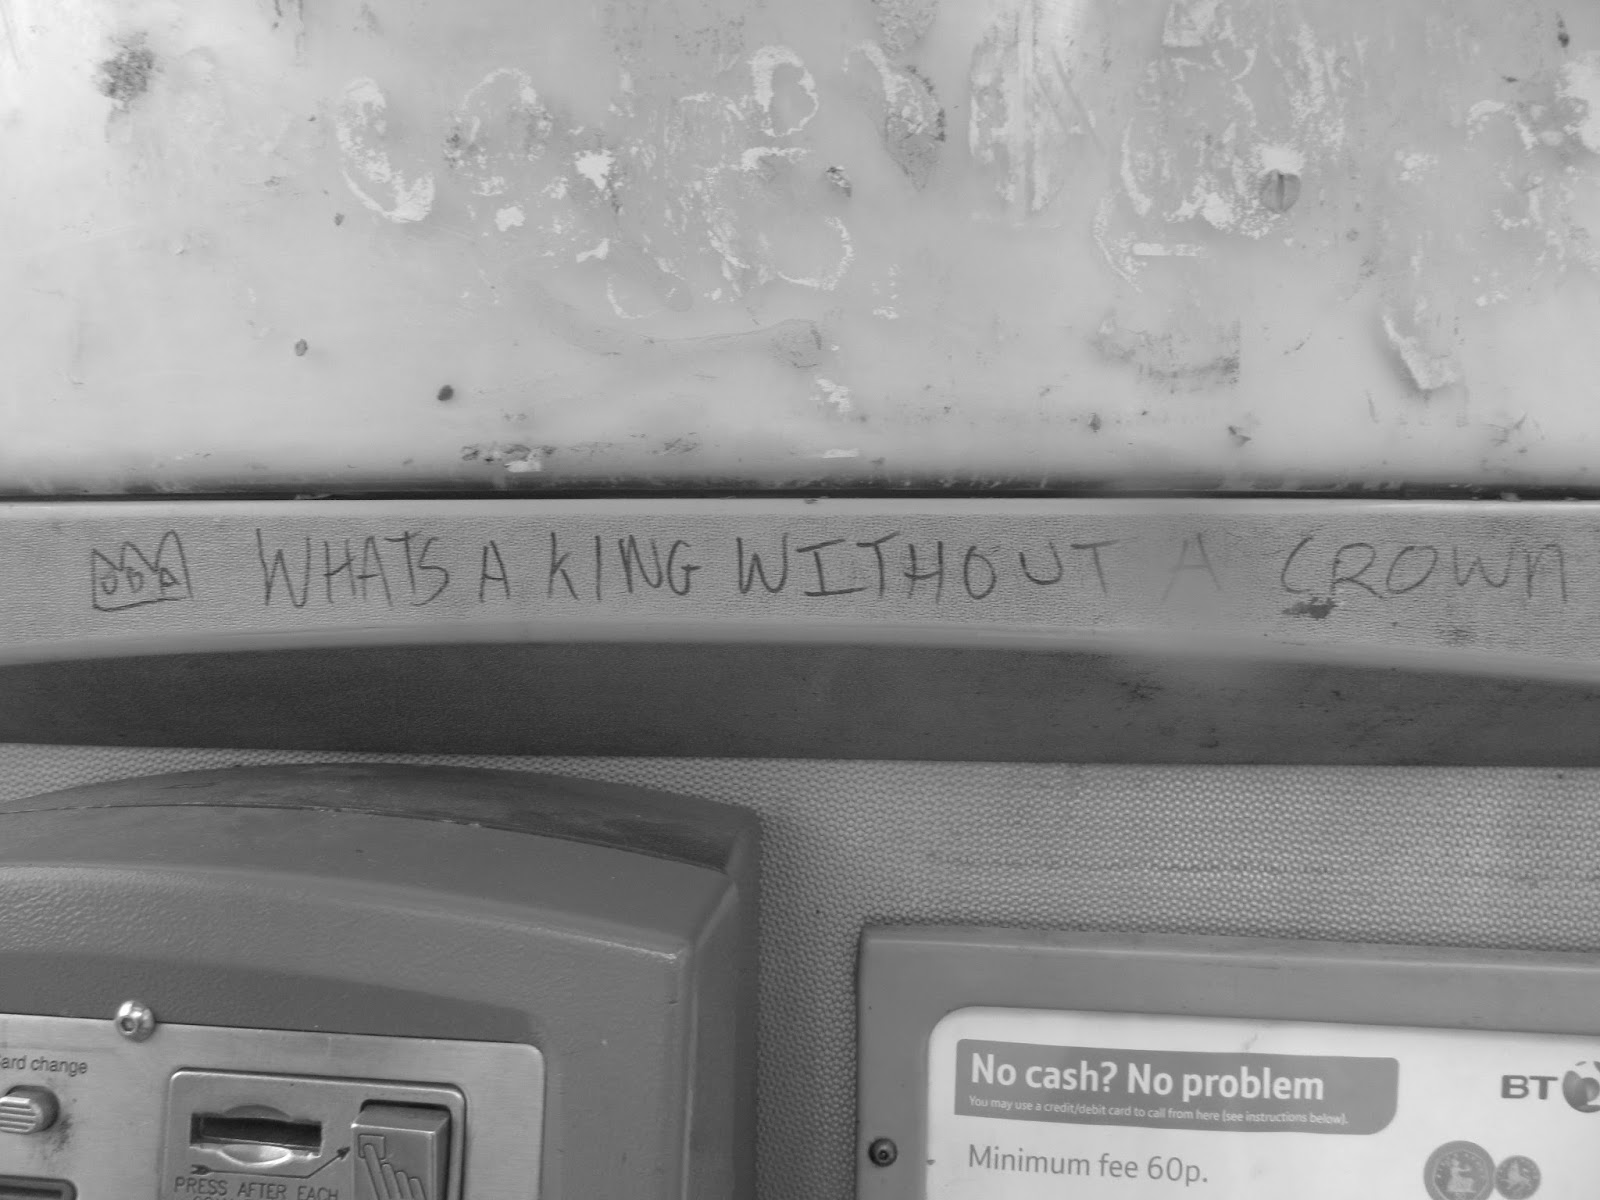 WHATS A KING WITHOUT A CROWN
ard change
PRESS AFTER EACH
No cash? No problem
You may use a credit/debit card to call from here (see instructions below).
BT
Minimum fee 60p.